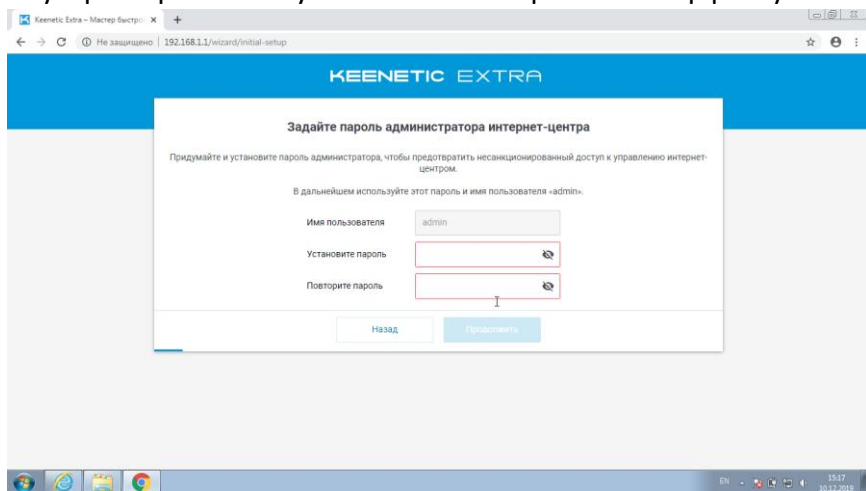 Keenetic Extra – Мастер быстро
Не защищено | 192.168.1.1/wizard/initial-setup
KEENETIC EXTRA
Задайте пароль администратора интернет-центра
Придумайте и установите пароль администратора, чтобы предотвратить несанкционированный доступ к управлению интернет-
центром.
В дальнейшем используйте этот пароль и имя пользователя «admin».
Имя пользователя admin
Установите пароль
Повторите пароль
Назад Продолжить
EN 15:17
10.12.2019